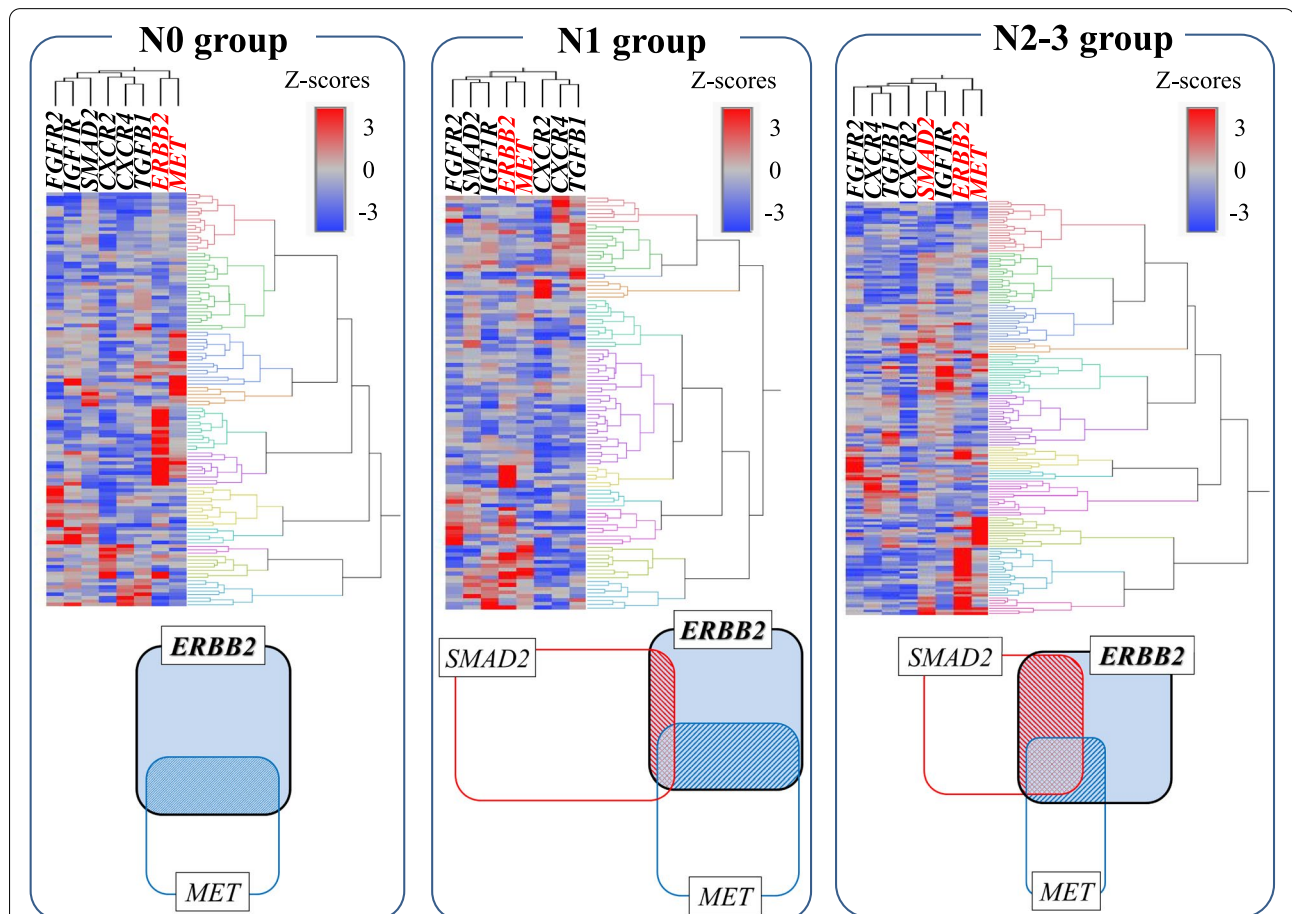 N0 group
Z-scores
3
0
-3
FGFR2
IGF1R
SMAD2
CXCR2
CXCR4
TGFB1
ERBB2
MET
ERBB2
MET
N1 group
Z-scores
3
0
-3
FGFR2
SMAD2
IGF1R
ERBB2
MET
CXCR2
CXCR4
TGFB1
SMAD2
ERBB2
MET
N2-3 group
Z-scores
3
0
-3
FGFR2
CXCR4
TGFB1
CXCR2
SMAD2
IGF1R
ERBB2
MET
SMAD2
ERBB2
MET